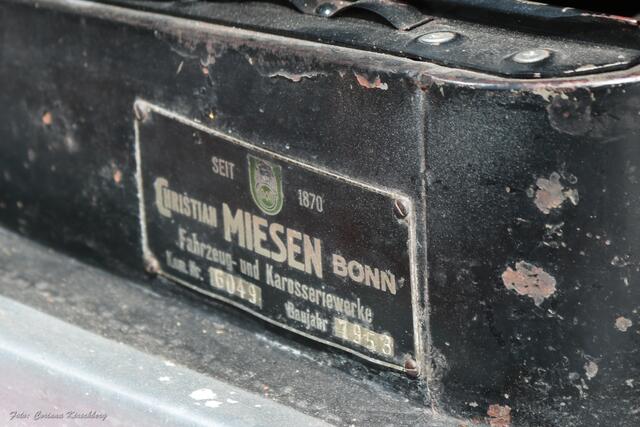 SEIT 1870
CHRISTIAN MIESEN BONN
Fahrzeug- und Karosseriewerke
Kom. Nr. 6049 Baujahr 1953
Foto: Corinna Kirschberg